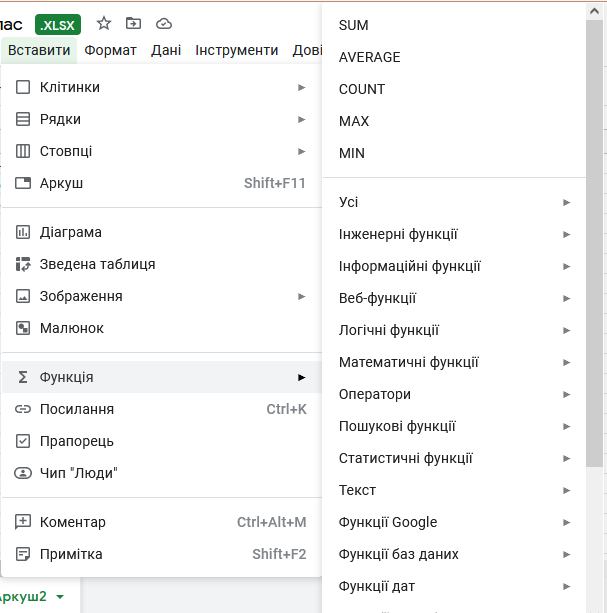 .XLSX
Вставити Формат Дані Інструменти Дові
Клітинки
Рядки
Стовпці
Аркуш Shift+F11
Діаграма
Зведена таблиця
Зображення
Малюнок
Функція
Посилання Ctrl+K
Прапорець
Чип "Люди"
Коментар Ctrl+Alt+M
Примітка Shift+F2
Аркуш2
SUM
AVERAGE
COUNT
MAX
MIN
Усі
Інженерні функції
Інформаційні функції
Веб-функції
Логічні функції
Математичні функції
Оператори
Пошукові функції
Статистичні функції
Текст
Функції Google
Функції баз даних
Функції дат